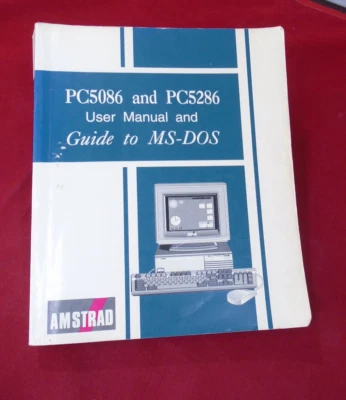 PC5086 and PC5286
User Manual and
Guide to MS-DOS
AMSTRAD